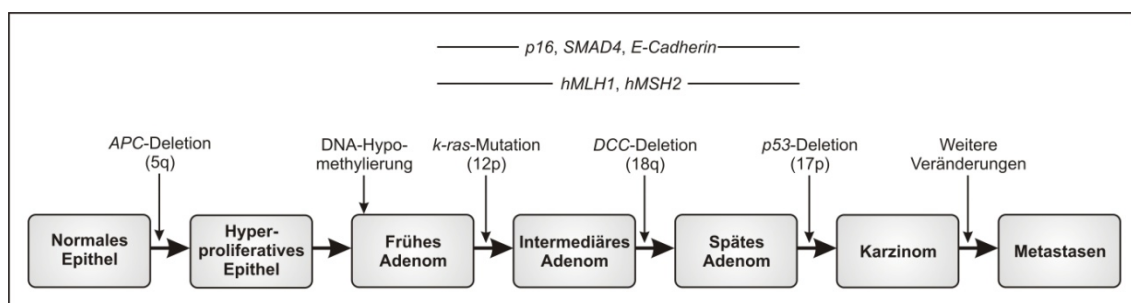 p16, SMAD4, E-Cadherin
hMLH1, hMSH2
APC-Deletion
(5q)
DNA-Hypo-
methylierung
k-ras-Mutation
(12p)
DCC-Deletion
(18q)
p53-Deletion
(17p)
Weitere
Veränderungen
Normales
Epithel
Hyper-
proliferatives
Epithel
Frühes
Adenom
Intermediäres
Adenom
Spätes
Adenom
Karzinom
Metastasen